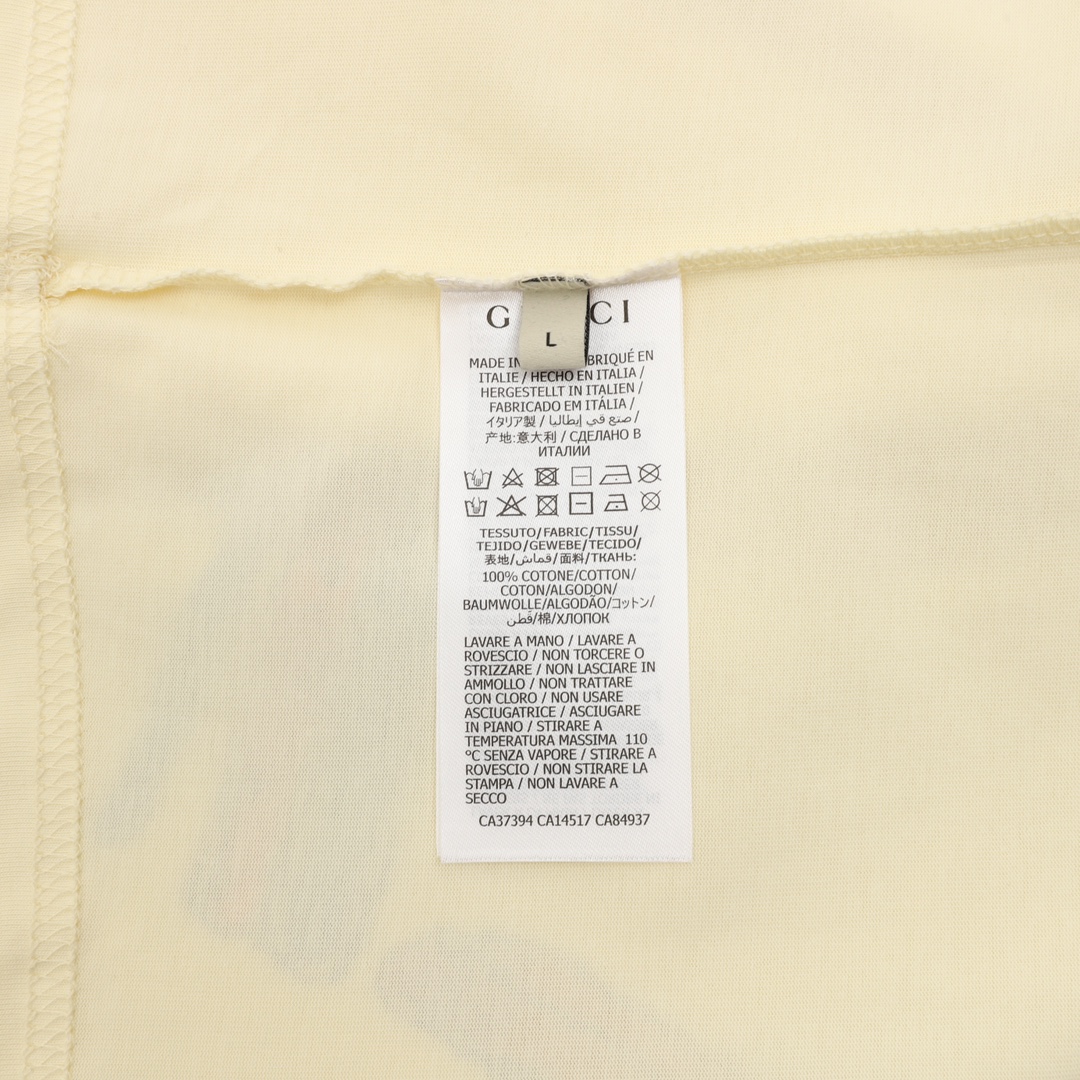 G CI
L
MADE IN BRIQUÉ EN
ITALIE / HECHO EN ITALIA /
HERGESTELLT IN ITALIEN /
FABRICADO EM ITÁLIA /
イタリア製 / صنع في إيطاليا /
产地:意大利 / СДЕЛАНО В
ИТАЛИИ
TESSUTO/FABRIC/TISSU/
TEJIDO/GEWEBE/TECIDO/
表地/قماش/面料/ТКАНЬ:
100% COTONE/COTTON/
COTON/ALGODON/
BAUMWOLLE/ALGODÃO/コットン/
قطن/棉/ХЛОПОК
LAVARE A MANO / LAVARE A
ROVESCIO / NON TORCERE O
STRIZZARE / NON LASCIARE IN
AMMOLLO / NON TRATTARE
CON CLORO / NON USARE
ASCIUGATRICE / ASCIUGARE
IN PIANO / STIRARE A
TEMPERATURA MASSIMA 110
°C SENZA VAPORE / STIRARE A
ROVESCIO / NON STIRARE LA
STAMPA / NON LAVARE A
SECCO
CA37394 CA14517 CA84937